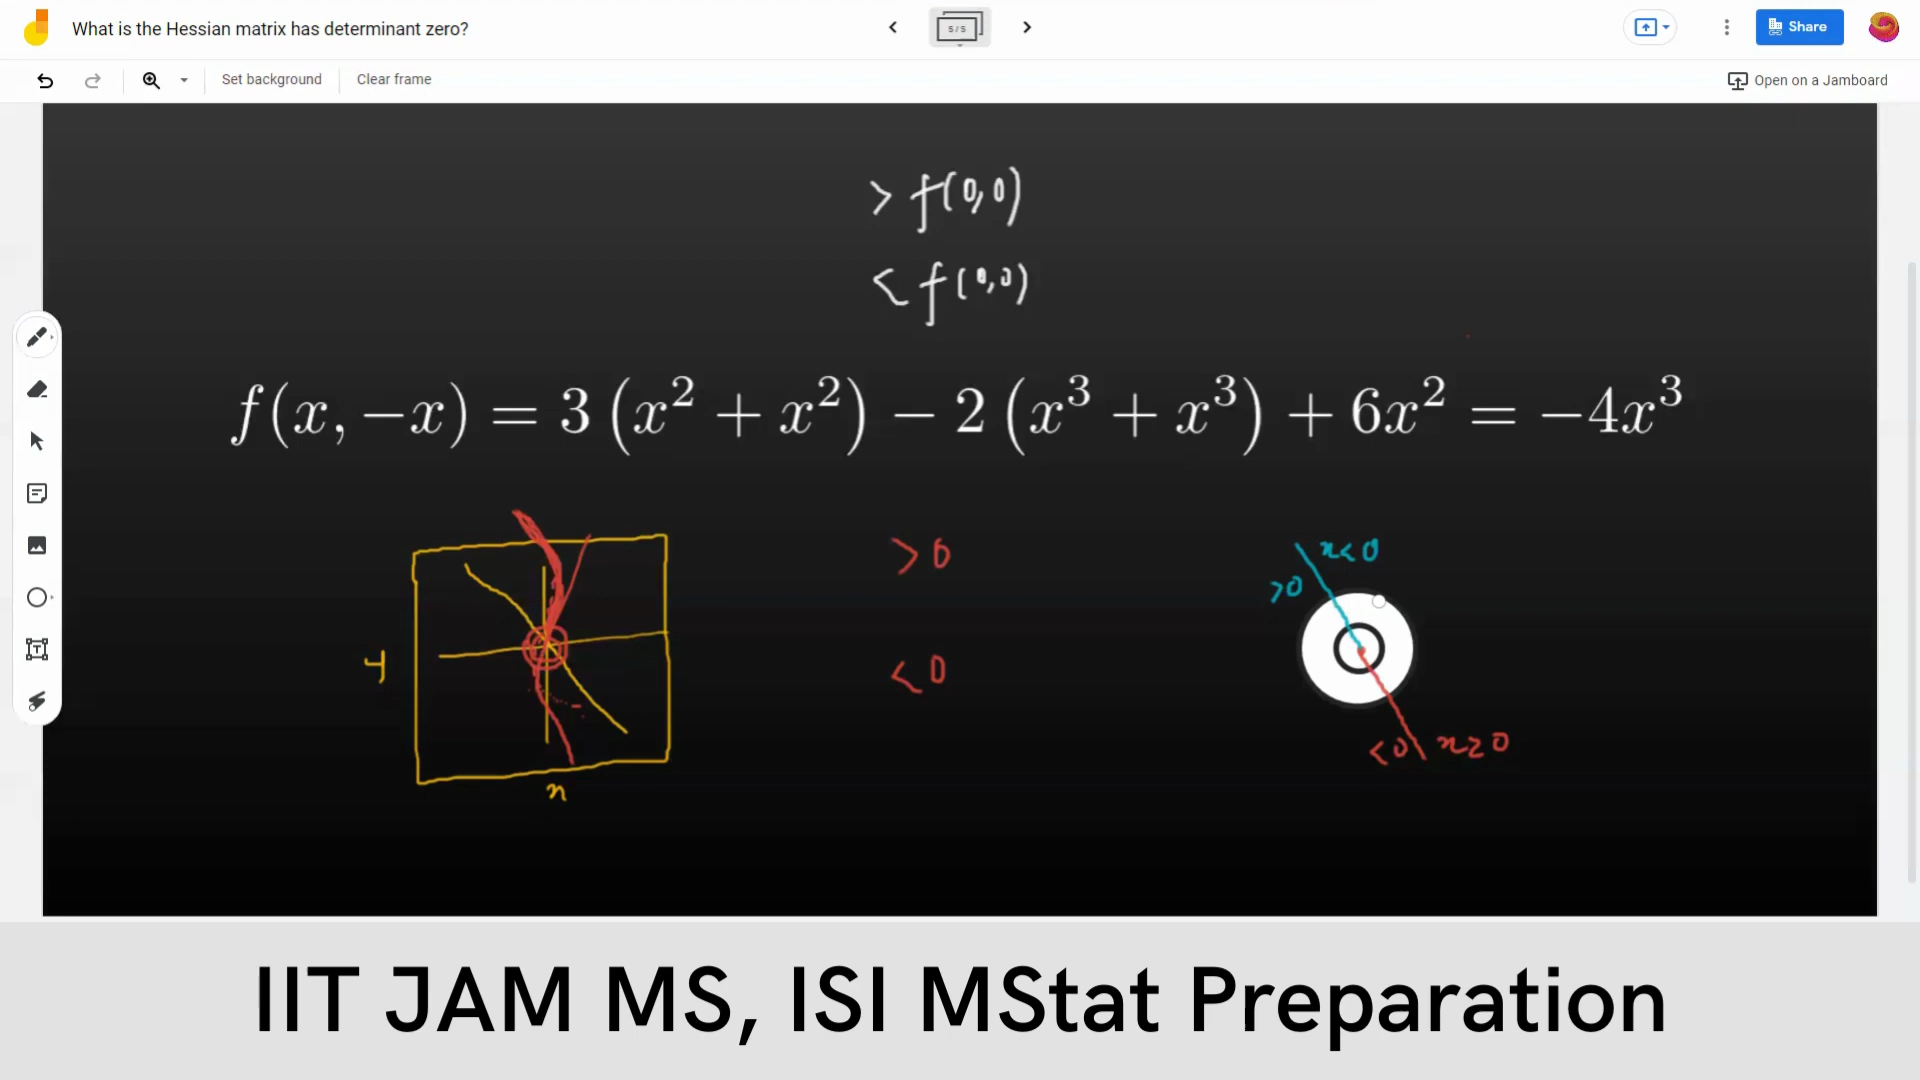 What is the Hessian matrix has determinant zero?
5 / 5
Share
Set background
Clear frame
Open on a Jamboard
> f(0,0)
< f(0,0)
f(x, −x) = 3 (x² + x²) − 2 (x³ + x³) + 6x² = −4x³
> 0
x < 0
> 0
y
< 0
< 0 x ≥ 0
x
IIT JAM MS, ISI MStat Preparation